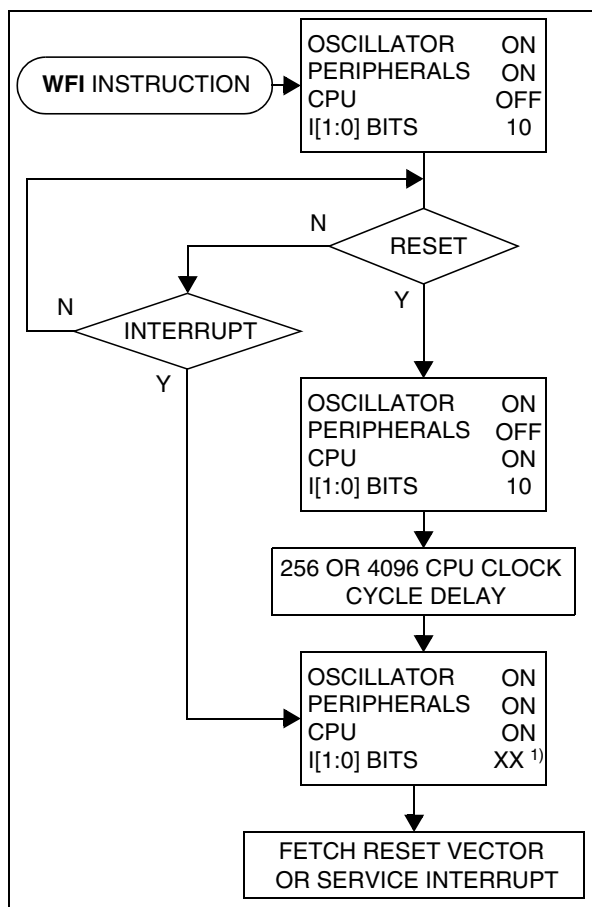 WFI INSTRUCTION
OSCILLATOR ON
PERIPHERALS ON
CPU OFF
I[1:0] BITS 10
N
RESET
N
INTERRUPT
Y
Y
OSCILLATOR ON
PERIPHERALS OFF
CPU ON
I[1:0] BITS 10
256 OR 4096 CPU CLOCK
CYCLE DELAY
OSCILLATOR ON
PERIPHERALS ON
CPU ON
I[1:0] BITS XX 1)
FETCH RESET VECTOR
OR SERVICE INTERRUPT